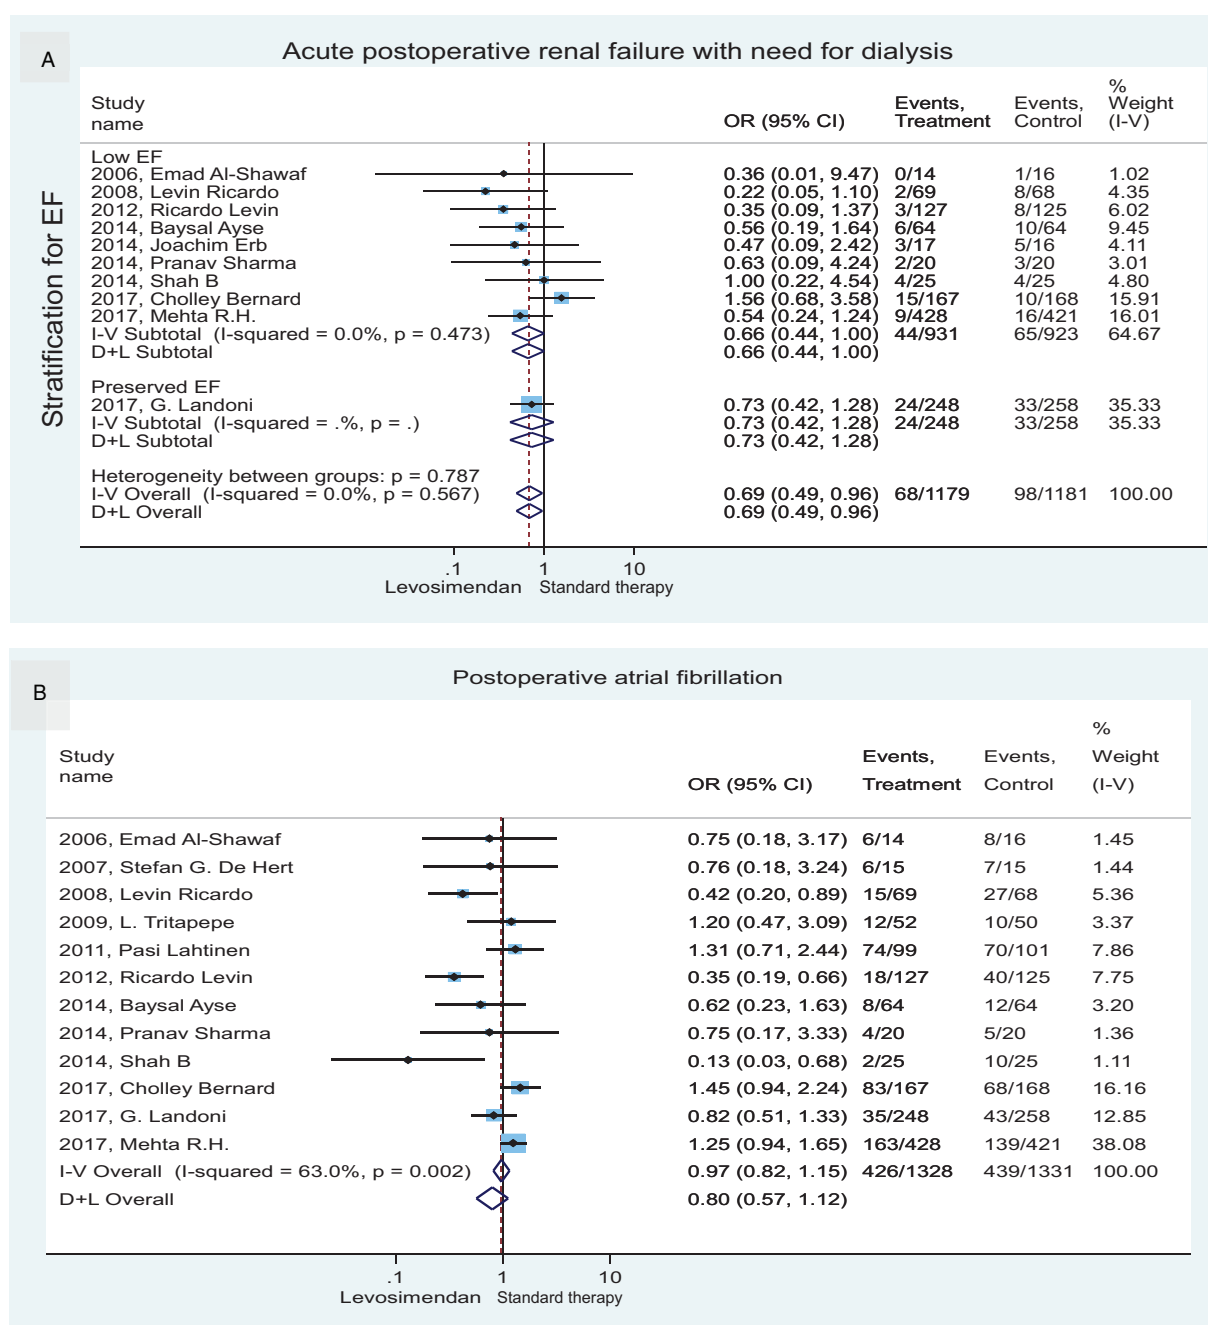 A
Acute postoperative renal failure with need for dialysis
Stratification for EF
%
Study Events, Events, Weight
name OR (95% CI) Treatment Control (I-V)
Low EF
2006, Emad Al-Shawaf 0.36 (0.01, 9.47) 0/14 1/16 1.02
2008, Levin Ricardo 0.22 (0.05, 1.10) 2/69 8/68 4.35
2012, Ricardo Levin 0.35 (0.09, 1.37) 3/127 8/125 6.02
2014, Baysal Ayse 0.56 (0.19, 1.64) 6/64 10/64 9.45
2014, Joachim Erb 0.47 (0.09, 2.42) 3/17 5/16 4.11
2014, Pranav Sharma 0.63 (0.09, 4.24) 2/20 3/20 3.01
2014, Shah B 1.00 (0.22, 4.54) 4/25 4/25 4.80
2017, Cholley Bernard 1.56 (0.68, 3.58) 15/167 10/168 15.91
2017, Mehta R.H. 0.54 (0.24, 1.24) 9/428 16/421 16.01
I-V Subtotal (I-squared = 0.0%, p = 0.473) 0.66 (0.44, 1.00) 44/931 65/923 64.67
D+L Subtotal 0.66 (0.44, 1.00)
Preserved EF
2017, G. Landoni 0.73 (0.42, 1.28) 24/248 33/258 35.33
I-V Subtotal (I-squared = .%, p = .) 0.73 (0.42, 1.28) 24/248 33/258 35.33
D+L Subtotal 0.73 (0.42, 1.28)
Heterogeneity between groups: p = 0.787
I-V Overall (I-squared = 0.0%, p = 0.567) 0.69 (0.49, 0.96) 68/1179 98/1181 100.00
D+L Overall 0.69 (0.49, 0.96)
.1 1 10
Levosimendan Standard therapy
B
Postoperative atrial fibrillation
%
Study Events, Events, Weight
name
OR (95% CI) Treatment Control (I-V)
2006, Emad Al-Shawaf 0.75 (0.18, 3.17) 6/14 8/16 1.45
2007, Stefan G. De Hert 0.76 (0.18, 3.24) 6/15 7/15 1.44
2008, Levin Ricardo 0.42 (0.20, 0.89) 15/69 27/68 5.36
2009, L. Tritapepe 1.20 (0.47, 3.09) 12/52 10/50 3.37
2011, Pasi Lahtinen 1.31 (0.71, 2.44) 74/99 70/101 7.86
2012, Ricardo Levin 0.35 (0.19, 0.66) 18/127 40/125 7.75
2014, Baysal Ayse 0.62 (0.23, 1.63) 8/64 12/64 3.20
2014, Pranav Sharma 0.75 (0.17, 3.33) 4/20 5/20 1.36
2014, Shah B 0.13 (0.03, 0.68) 2/25 10/25 1.11
2017, Cholley Bernard 1.45 (0.94, 2.24) 83/167 68/168 16.16
2017, G. Landoni 0.82 (0.51, 1.33) 35/248 43/258 12.85
2017, Mehta R.H. 1.25 (0.94, 1.65) 163/428 139/421 38.08
I-V Overall (I-squared = 63.0%, p = 0.002) 0.97 (0.82, 1.15) 426/1328 439/1331 100.00
D+L Overall 0.80 (0.57, 1.12)
.1 1 10
Levosimendan Standard therapy